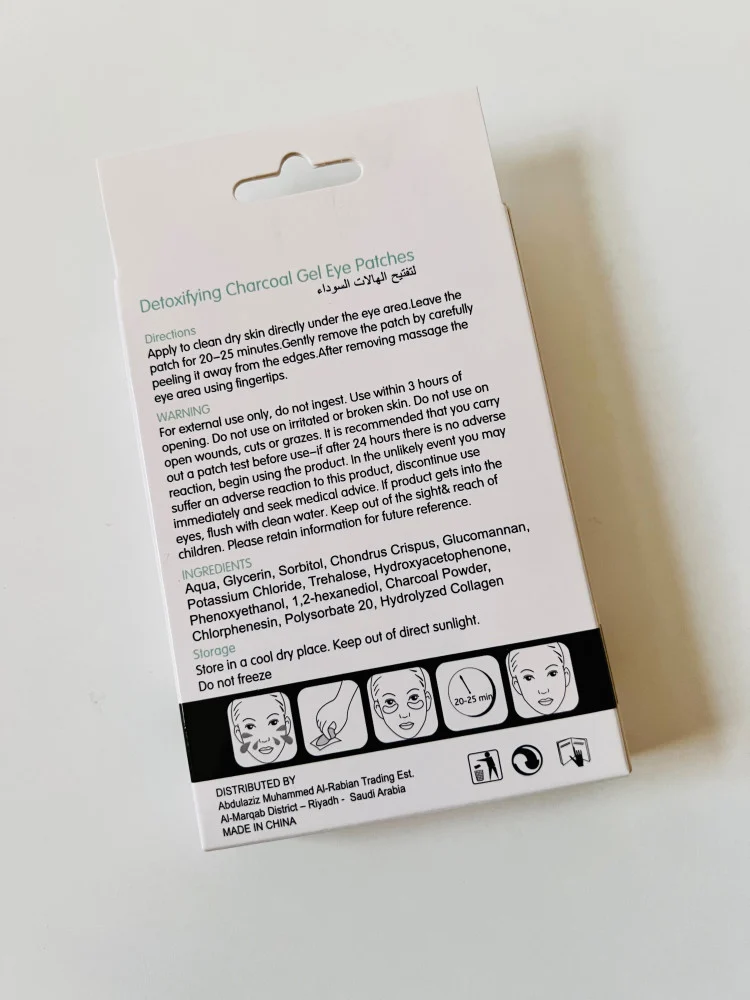 Detoxifying Charcoal Gel Eye Patches
لتفتيح الهالات السوداء
Directions
Apply to clean dry skin directly under the eye area.Leave the
patch for 20–25 minutes.Gently remove the patch by carefully
peeling it away from the edges.After removing massage the
eye area using fingertips.
WARNING
For external use only, do not ingest. Use within 3 hours of
opening. Do not use on irritated or broken skin. Do not use on
open wounds, cuts or grazes. It is recommended that you carry
out a patch test before use–if after 24 hours there is no adverse
reaction, begin using the product. In the unlikely event you may
suffer an adverse reaction to this product, discontinue use
immediately and seek medical advice. If product gets into the
eyes, flush with clean water. Keep out of the sight& reach of
children. Please retain information for future reference.
INGREDIENTS
Aqua, Glycerin, Sorbitol, Chondrus Crispus, Glucomannan,
Potassium Chloride, Trehalose, Hydroxyacetophenone,
Phenoxyethanol, 1,2-hexanediol, Charcoal Powder,
Chlorphenesin, Polysorbate 20, Hydrolyzed Collagen
Storage
Store in a cool dry place. Keep out of direct sunlight.
Do not freeze
20-25 min
DISTRIBUTED BY
Abdulaziz Muhammed Al-Rabian Trading Est.
Al-Marqab District – Riyadh - Saudi Arabia
MADE IN CHINA